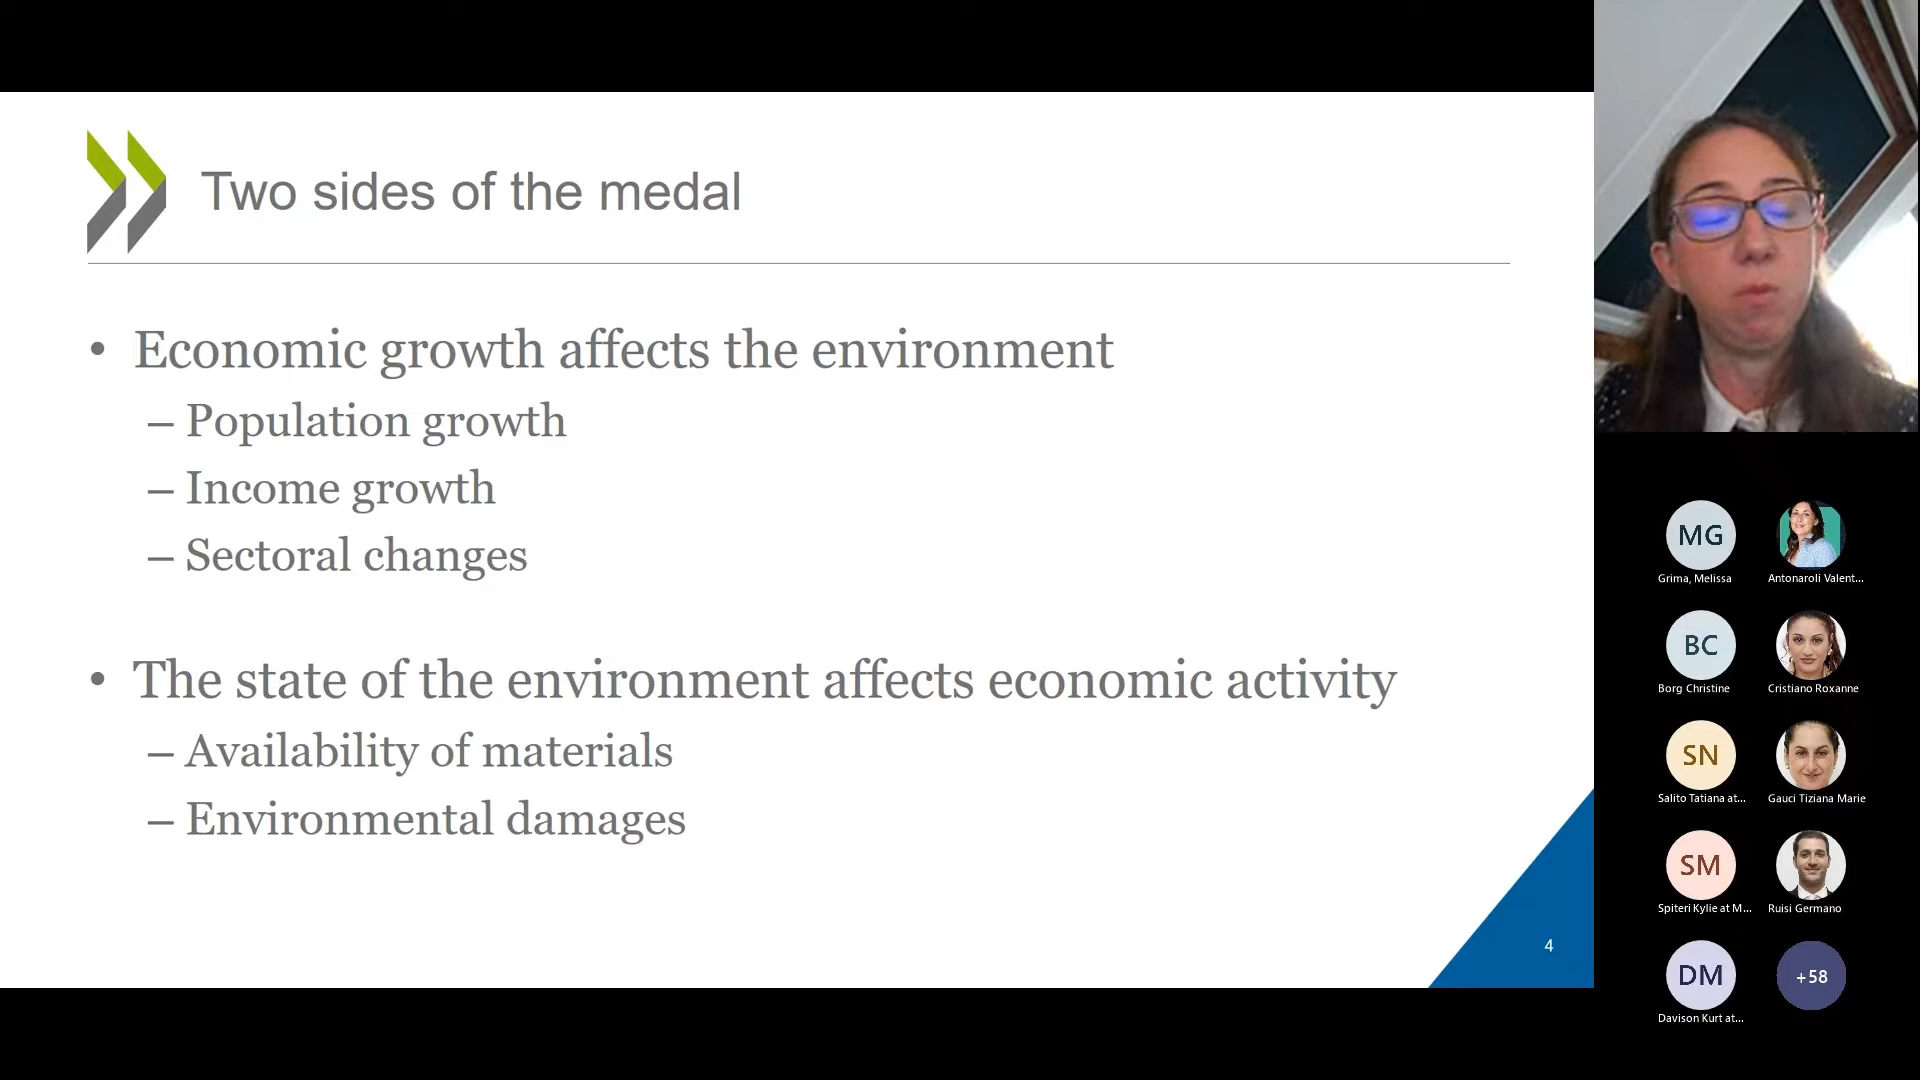 Two sides of the medal
• Economic growth affects the environment
– Population growth
– Income growth
– Sectoral changes
• The state of the environment affects economic activity
– Availability of materials
– Environmental damages
4
MG
Grima, Melissa
Antonaroli Valent...
BC
Borg Christine
Cristiano Roxanne
SN
Salito Tatiana at...
Gauci Tiziana Marie
SM
Spiteri Kylie at M...
Ruisi Germano
DM
Davison Kurt at...
+58